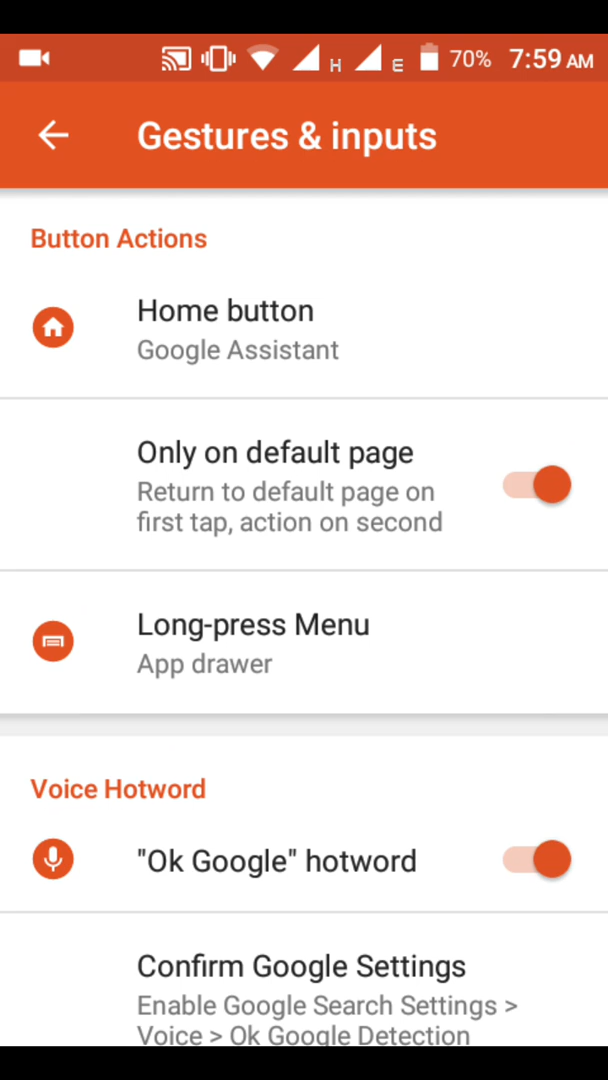 H E 70% 7:59 AM
Gestures & inputs
Button Actions
Home button
Google Assistant
Only on default page
Return to default page on
first tap, action on second
Long-press Menu
App drawer
Voice Hotword
"Ok Google" hotword
Confirm Google Settings
Enable Google Search Settings >
Voice > Ok Google Detection